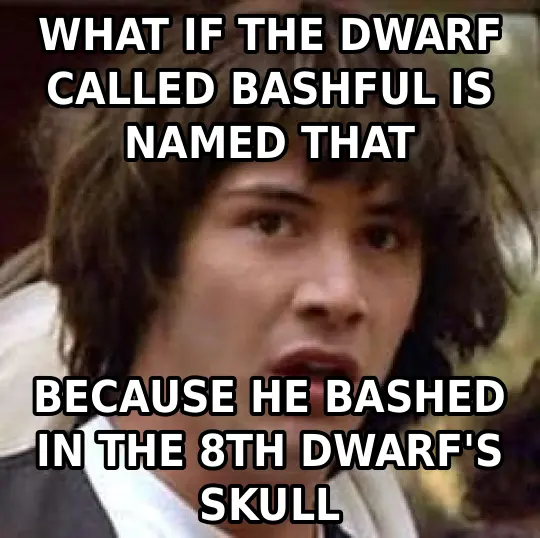 WHAT IF THE DWARF
CALLED BASHFUL IS
NAMED THAT
BECAUSE HE BASHED
IN THE 8TH DWARF'S
SKULL